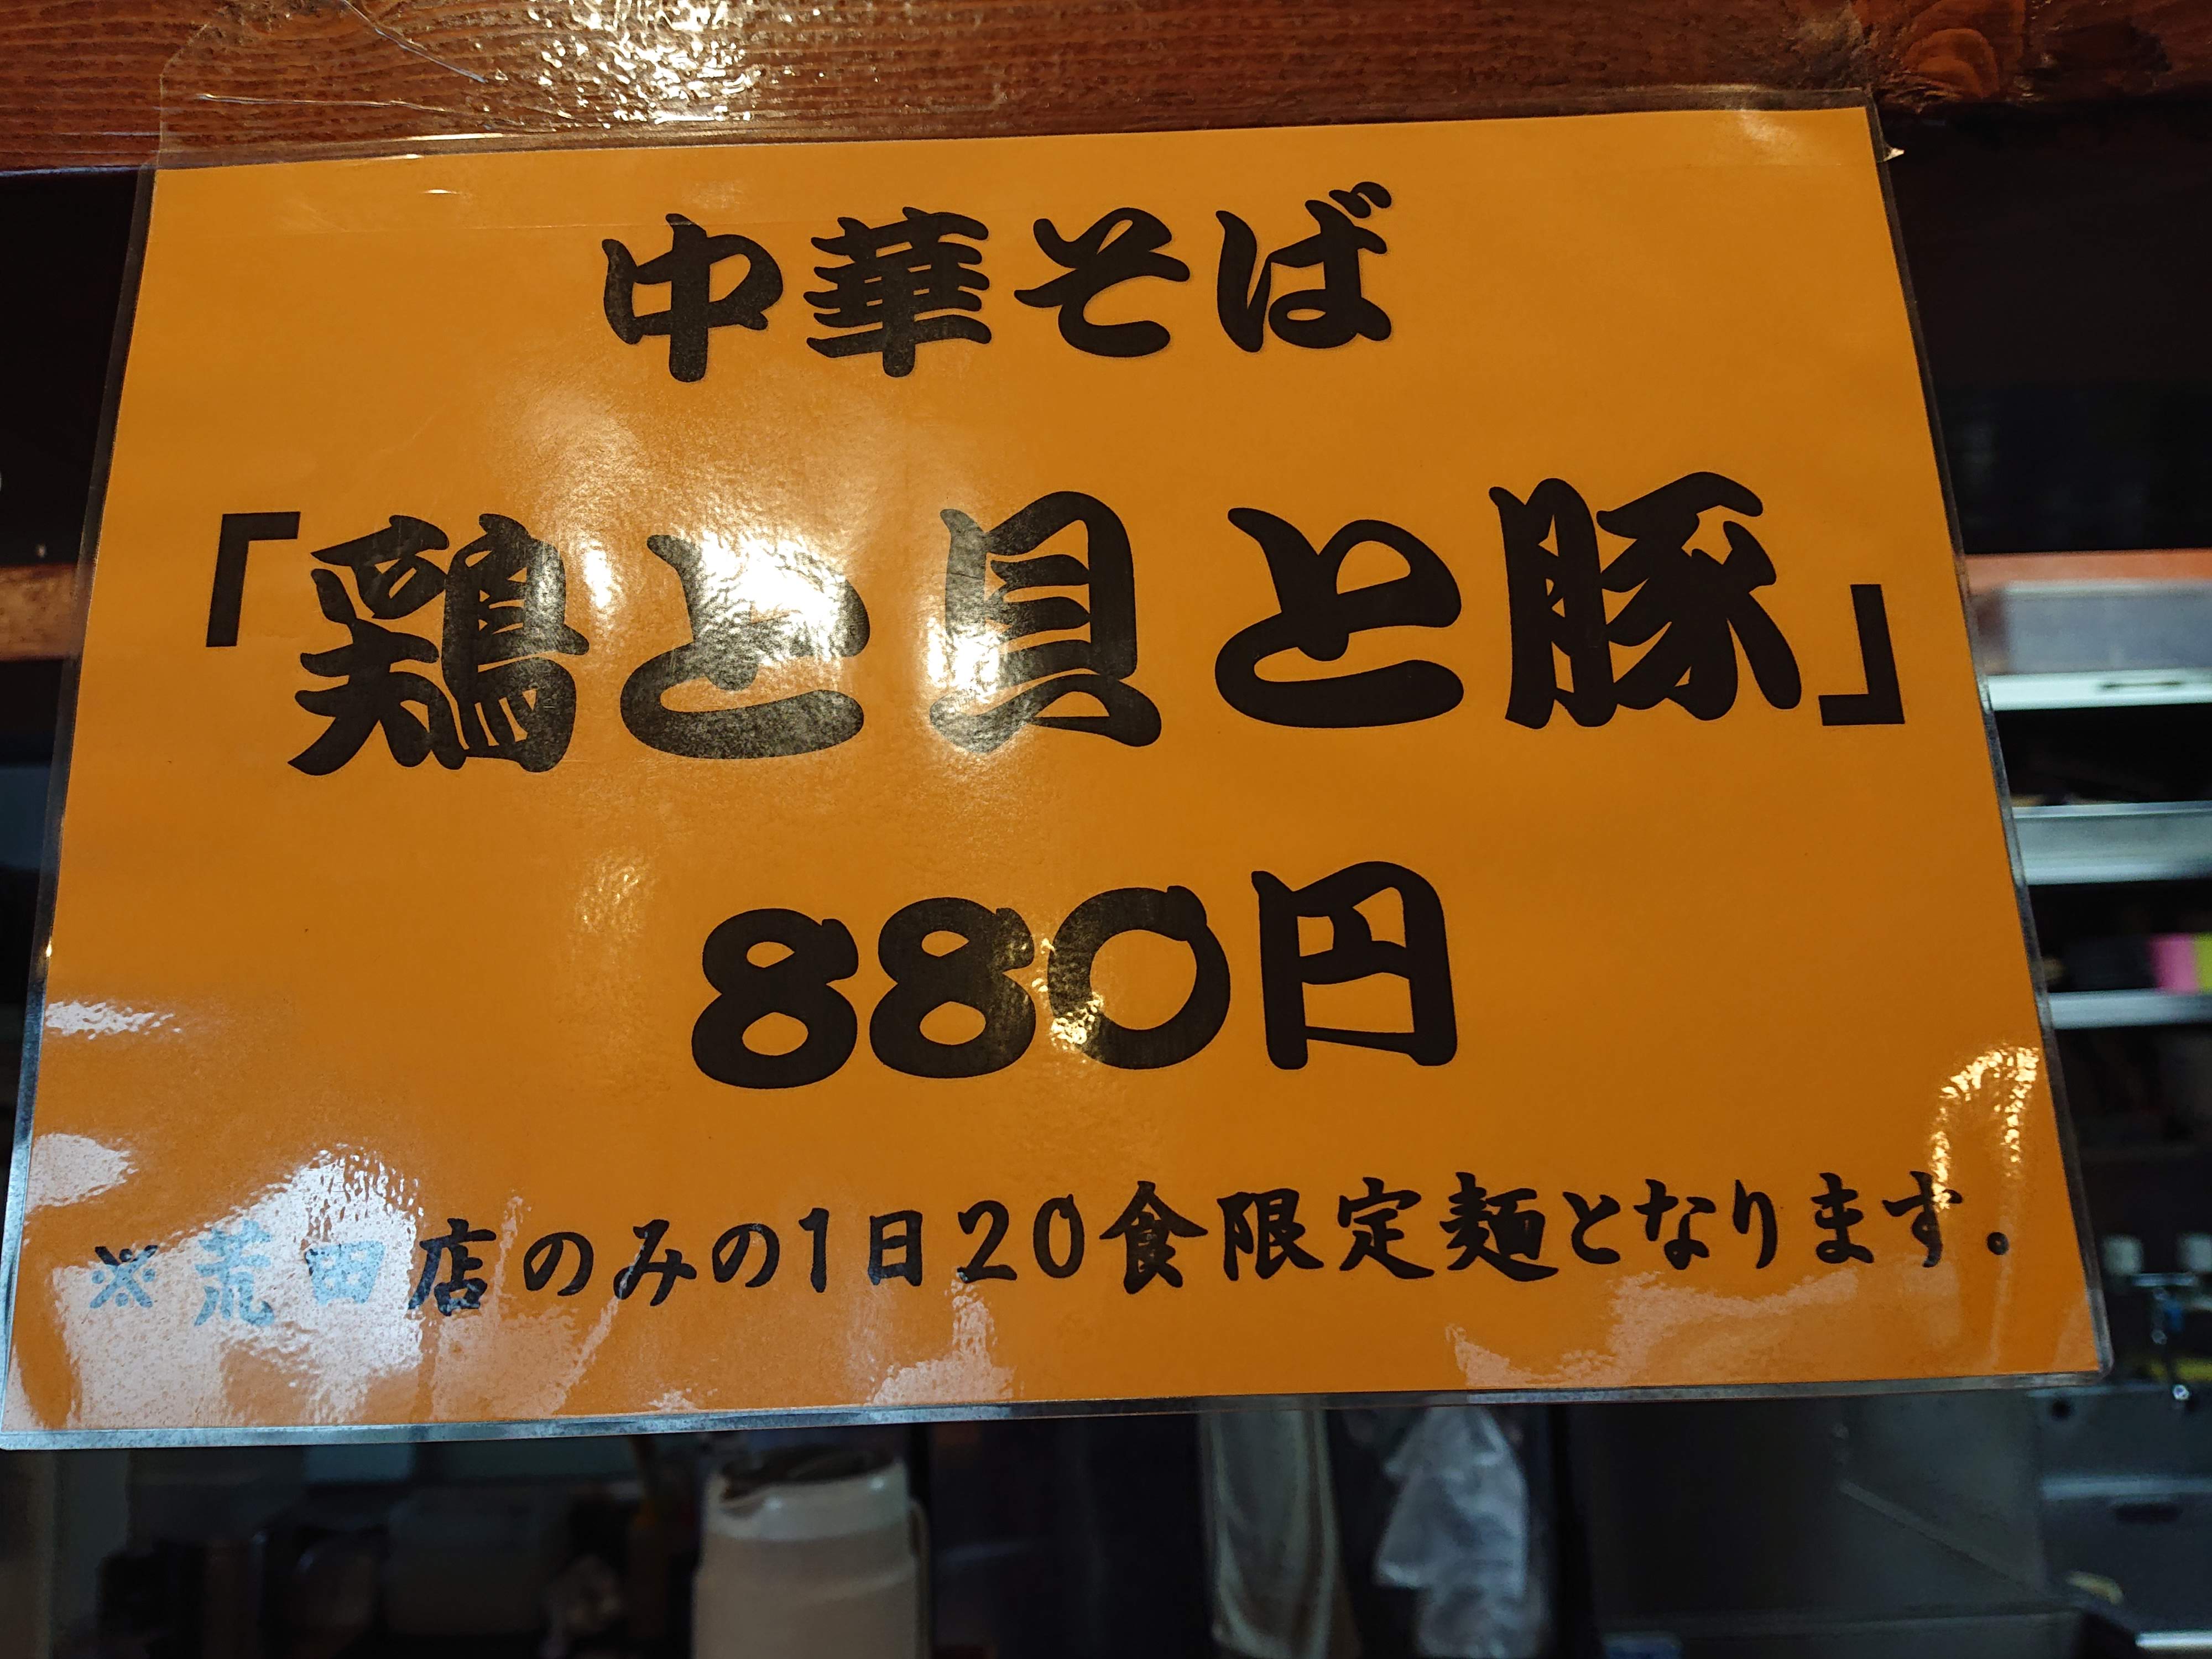 中華そば
「鶏と貝と豚」
880円
※荒田店のみの1日20食限定麺となります。